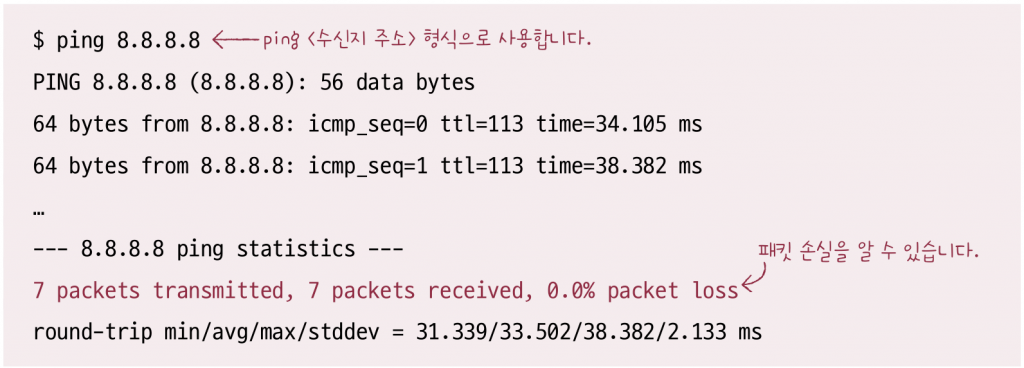 $ ping 8.8.8.8 ping <수신지 주소> 형식으로 사용합니다.
PING 8.8.8.8 (8.8.8.8): 56 data bytes
64 bytes from 8.8.8.8: icmp_seq=0 ttl=113 time=34.105 ms
64 bytes from 8.8.8.8: icmp_seq=1 ttl=113 time=38.382 ms
…
--- 8.8.8.8 ping statistics ---
패킷 손실을 알 수 있습니다.
7 packets transmitted, 7 packets received, 0.0% packet loss
round-trip min/avg/max/stddev = 31.339/33.502/38.382/2.133 ms